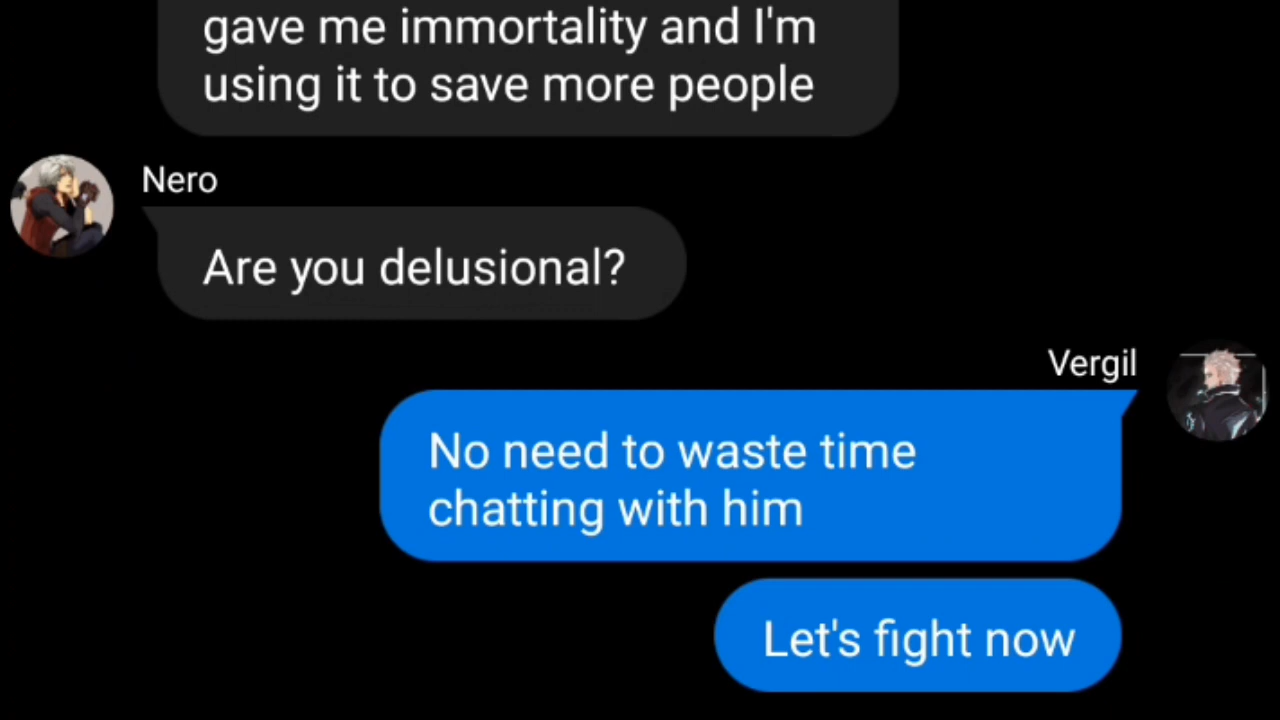 gave me immortality and I'm
using it to save more people
Nero
Are you delusional?
Vergil
No need to waste time
chatting with him
Let's fight now